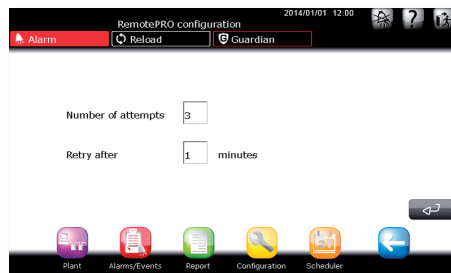 2014/01/01 12:00
RemotePRO configuration
?
Alarm Reload Guardian
Number of attempts 3
Retry after 1 minutes
Plant Alarms/Events Report Configuration Scheduler